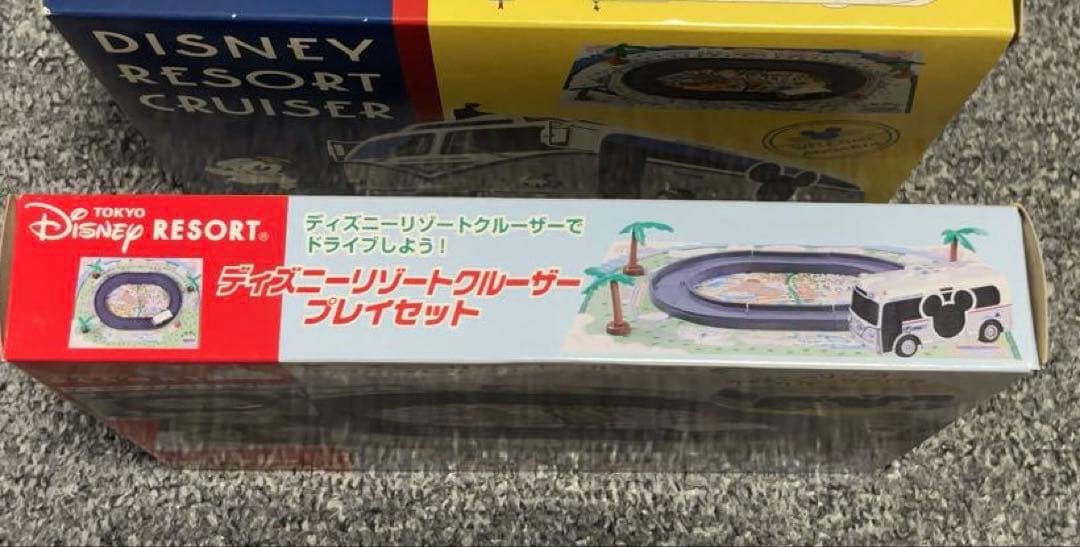 DISNEY
RESORT
CRUISER
TOKYO
Disney RESORT®
ディズニーリゾートクルーザーで
ドライブしよう!
ディズニーリゾートクルーザー
プレイセット